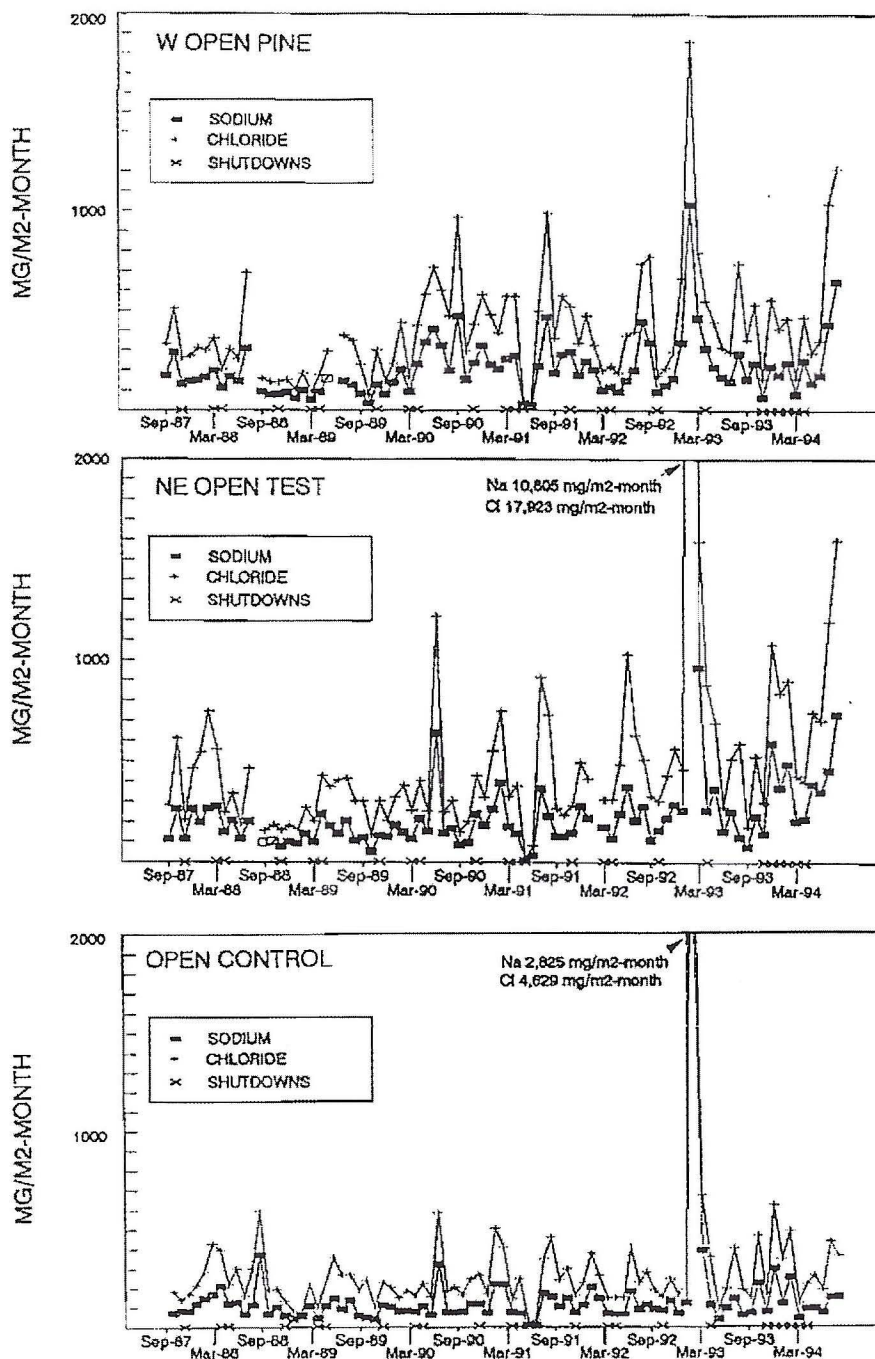 2000
W OPEN PINE
SODIUM
CHLORIDE
SHUTDOWNS
MG/M2-MONTH
1000
Sep-87
Mar-88
Sep-88
Mar-89
Sep-89
Mar-90
Sep-90
Mar-91
Sep-91
Mar-92
Sep-92
Mar-93
Sep-93
Mar-94
2000
NE OPEN TEST
Na 10,805 mg/m2-month
Cl 17,923 mg/m2-month
SODIUM
CHLORIDE
SHUTDOWNS
MG/M2-MONTH
1000
Sep-87
Mar-88
Sep-88
Mar-89
Sep-89
Mar-90
Sep-90
Mar-91
Sep-91
Mar-92
Sep-92
Mar-93
Sep-93
Mar-94
2000
OPEN CONTROL
Na 2,825 mg/m2-month
Cl 4,629 mg/m2-month
SODIUM
CHLORIDE
SHUTDOWNS
MG/M2-MONTH
1000
Sep-87
Mar-88
Sep-88
Mar-89
Sep-89
Mar-90
Sep-90
Mar-91
Sep-91
Mar-92
Sep-92
Mar-93
Sep-93
Mar-94